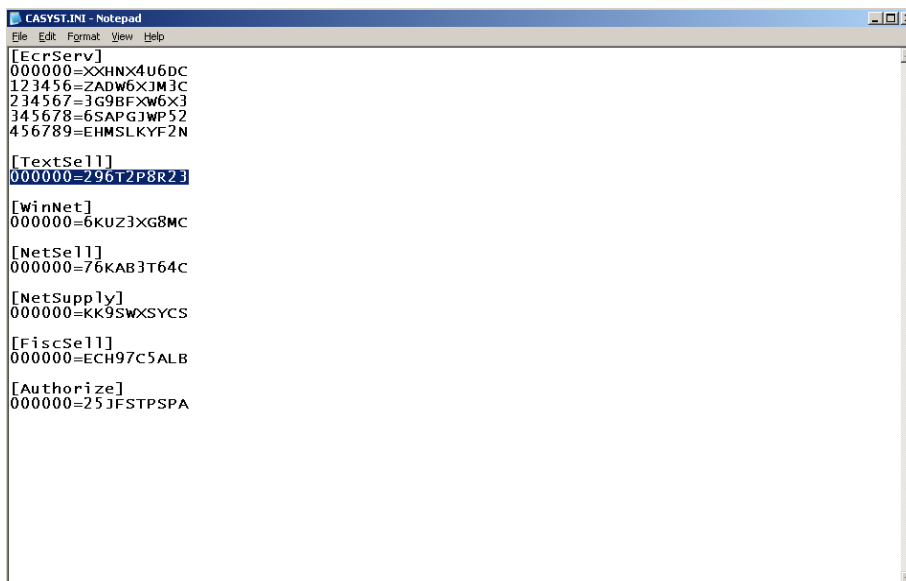 CASYST.INI - Notepad
File Edit Format View Help
[EcrServ]
000000=XXHNX4U6DC
123456=ZADW6XJM3C
234567=3G9BFXW6X3
345678=6SAPGJWP52
456789=EHMSLKYF2N
[TextSell]
000000=296T2P8R23
[WinNet]
000000=6KUZ3XG8MC
[NetSell]
000000=76KAB3T64C
[NetSupply]
000000=KK9SWXSYCS
[FiscSell]
000000=ECH97C5ALB
[Authorize]
000000=25JFSTPSPA